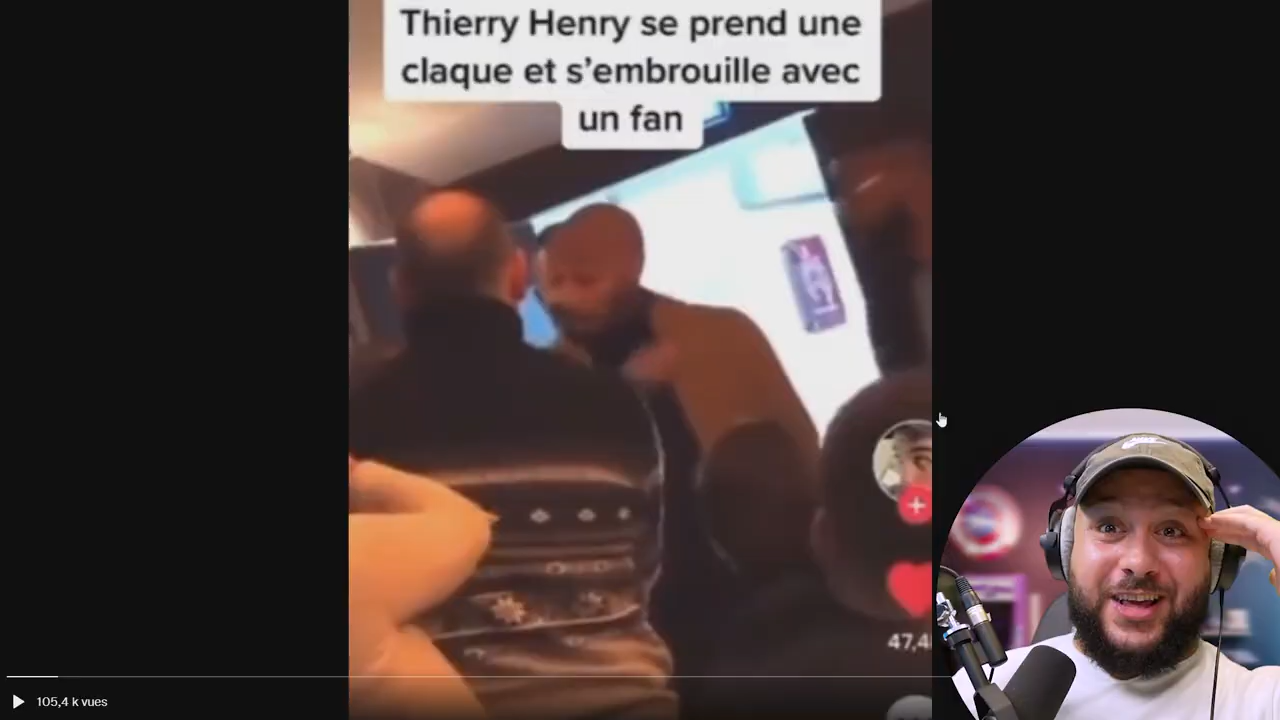 Thierry Henry se prend une
claque et s'embrouille avec
un fan
47,4
105,4 k vues